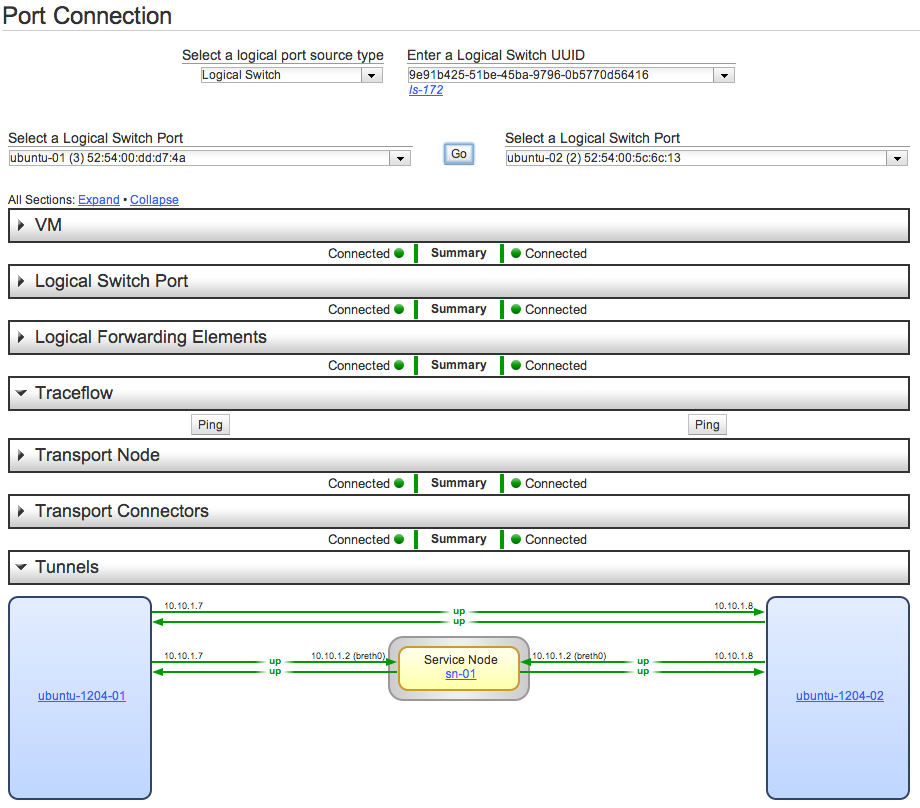 Port Connection
Select a logical port source type Enter a Logical Switch UUID
Logical Switch 9e91b425-51be-45ba-9796-0b5770d56416
ls-172
Select a Logical Switch Port Select a Logical Switch Port
ubuntu-01 (3) 52:54:00:dd:d7:4a Go ubuntu-02 (2) 52:54:00:5c:6c:13
All Sections: Expand • Collapse
VM
Connected Summary Connected
Logical Switch Port
Connected Summary Connected
Logical Forwarding Elements
Connected Summary Connected
Traceflow
Ping Ping
Transport Node
Connected Summary Connected
Transport Connectors
Connected Summary Connected
Tunnels
10.10.1.7 up 10.10.1.8
up
10.10.1.7 up 10.10.1.2 (breth0) Service Node 10.10.1.2 (breth0) up 10.10.1.8
up sn-01 up
ubuntu-1204-01 ubuntu-1204-02